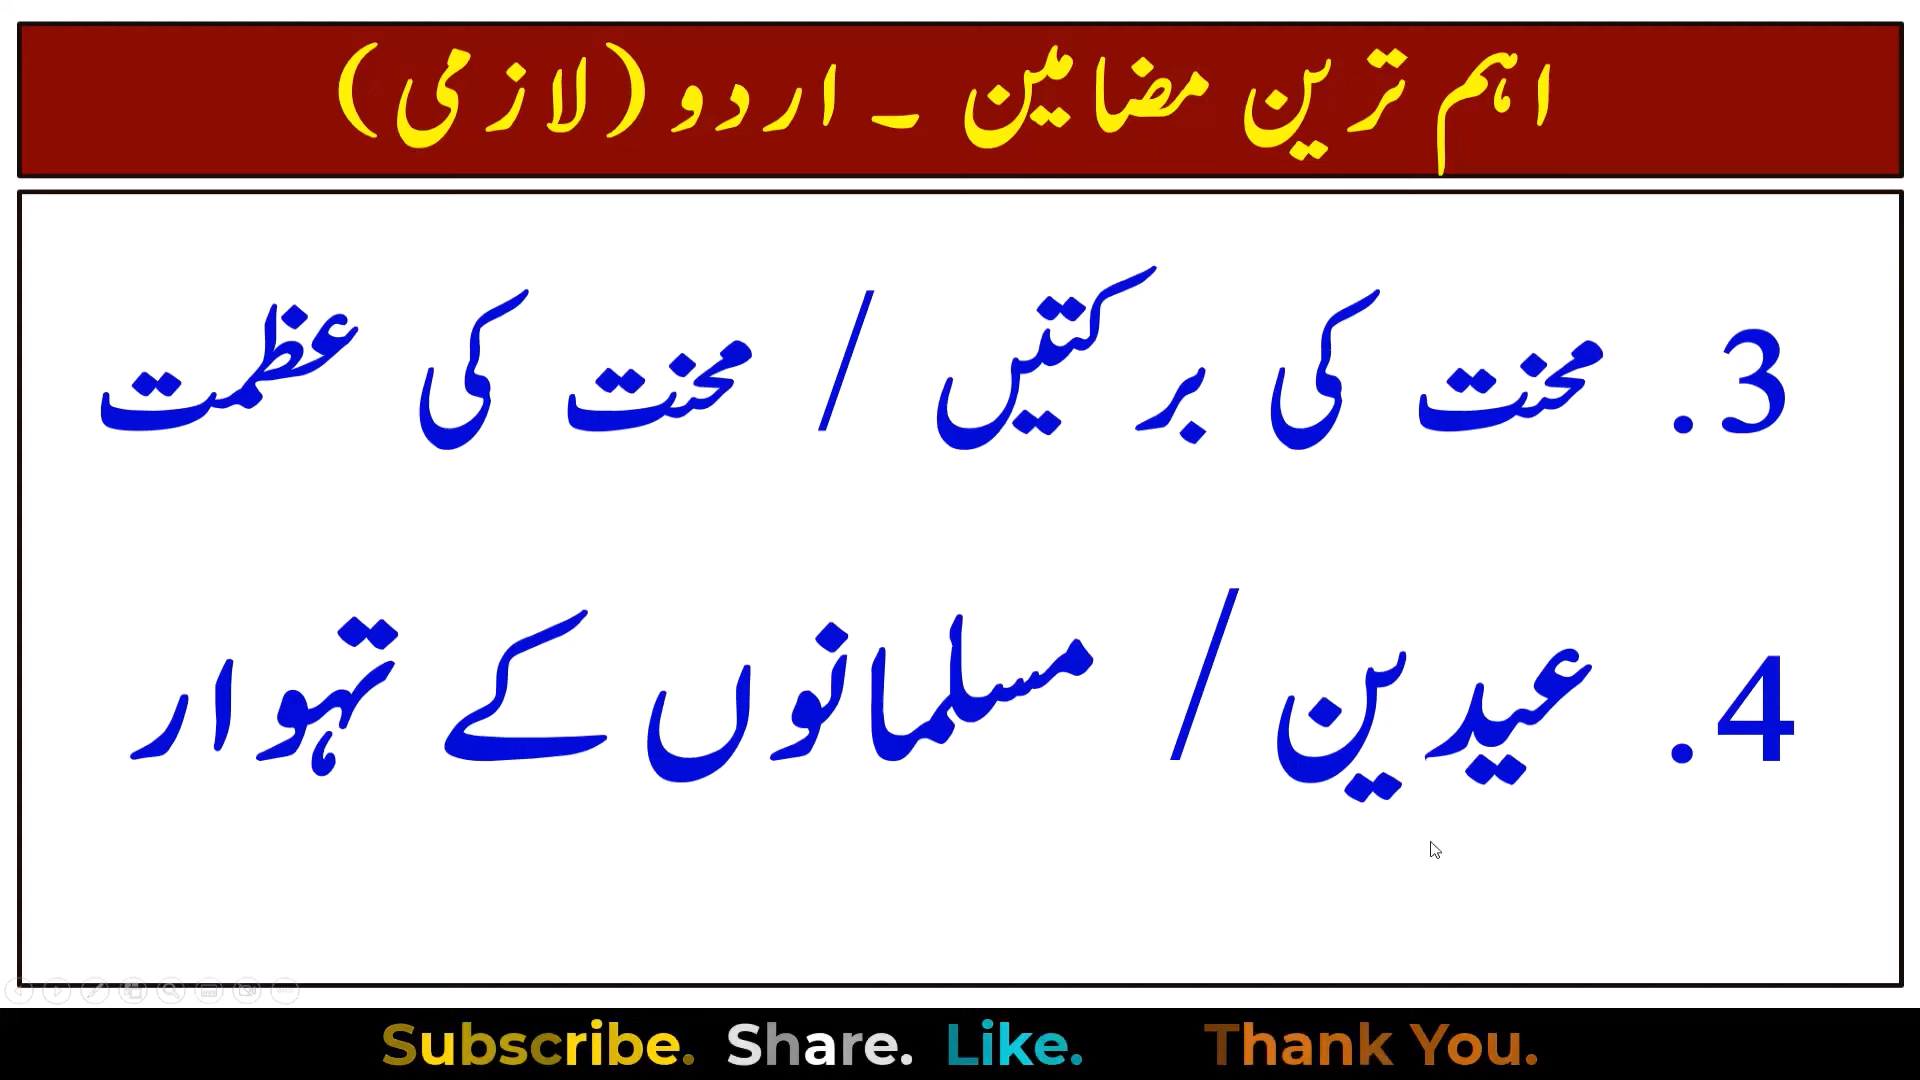 اہم ترین مضامین ۔ اردو (لازمی)
3. محنت کی برکتیں / محنت کی عظمت
4. عیدین / مسلمانوں کے تہوار
Subscribe. Share. Like. Thank You.